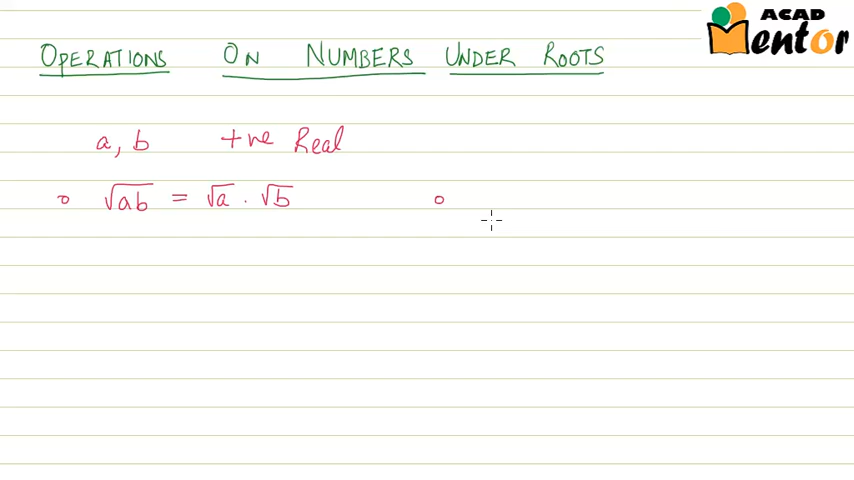 ACAD
Mentor
OPERATIONS ON NUMBERS UNDER ROOTS
a, b +ve Real
o √ab = √a . √b o